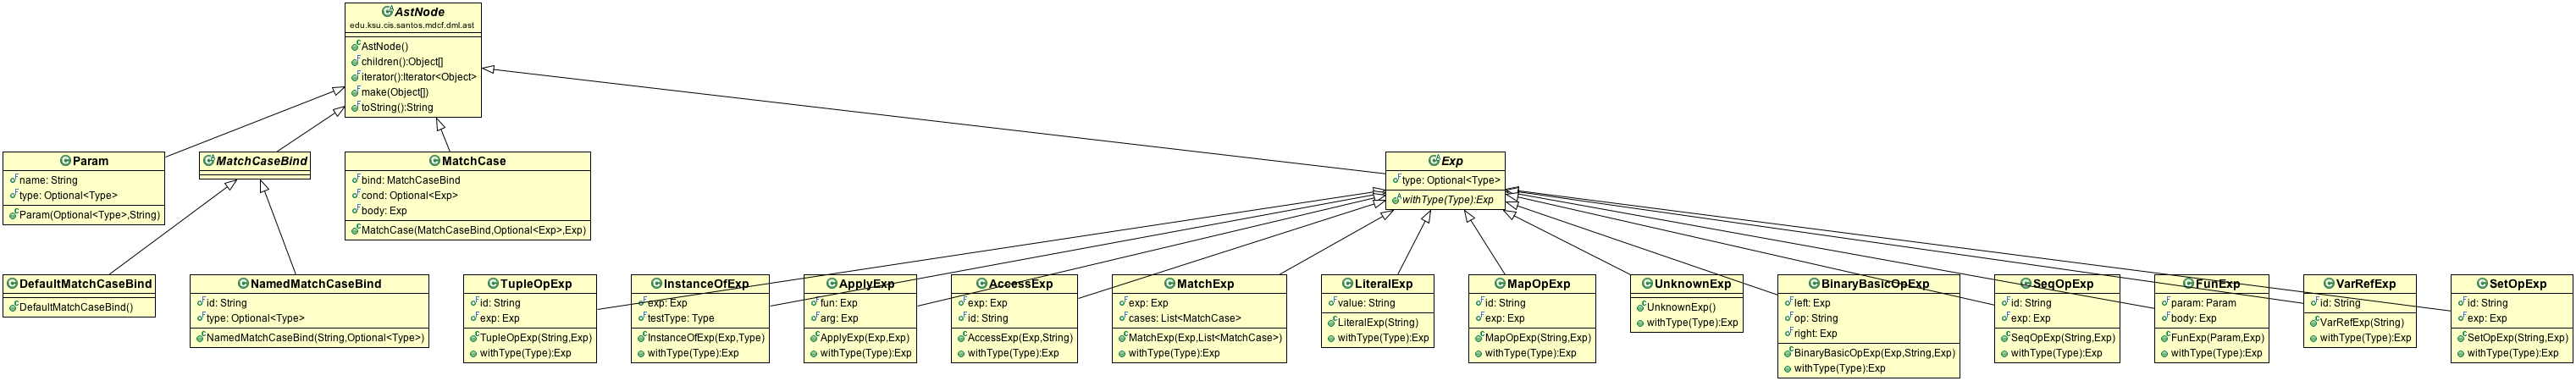 AstNode
edu.ksu.cis.santos.mdcf.dml.ast
AstNode()
children():Object[]
iterator():Iterator<Object>
make(Object[])
toString():String
Param
name: String
type: Optional<Type>
Param(Optional<Type>,String)
MatchCaseBind
MatchCase
bind: MatchCaseBind
cond: Optional<Exp>
body: Exp
MatchCase(MatchCaseBind,Optional<Exp>,Exp)
Exp
type: Optional<Type>
withType(Type):Exp
DefaultMatchCaseBind
DefaultMatchCaseBind()
NamedMatchCaseBind
id: String
type: Optional<Type>
NamedMatchCaseBind(String,Optional<Type>)
TupleOpExp
id: String
exp: Exp
TupleOpExp(String,Exp)
withType(Type):Exp
InstanceOfExp
exp: Exp
testType: Type
InstanceOfExp(Exp,Type)
withType(Type):Exp
ApplyExp
fun: Exp
arg: Exp
ApplyExp(Exp,Exp)
withType(Type):Exp
AccessExp
exp: Exp
id: String
AccessExp(Exp,String)
withType(Type):Exp
MatchExp
exp: Exp
cases: List<MatchCase>
MatchExp(Exp,List<MatchCase>)
withType(Type):Exp
LiteralExp
value: String
LiteralExp(String)
withType(Type):Exp
MapOpExp
id: String
exp: Exp
MapOpExp(String,Exp)
withType(Type):Exp
UnknownExp
UnknownExp()
withType(Type):Exp
BinaryBasicOpExp
left: Exp
op: String
right: Exp
BinaryBasicOpExp(Exp,String,Exp)
withType(Type):Exp
SeqOpExp
id: String
exp: Exp
SeqOpExp(String,Exp)
withType(Type):Exp
FunExp
param: Param
body: Exp
FunExp(Param,Exp)
withType(Type):Exp
VarRefExp
id: String
VarRefExp(String)
withType(Type):Exp
SetOpExp
id: String
exp: Exp
SetOpExp(String,Exp)
withType(Type):Exp